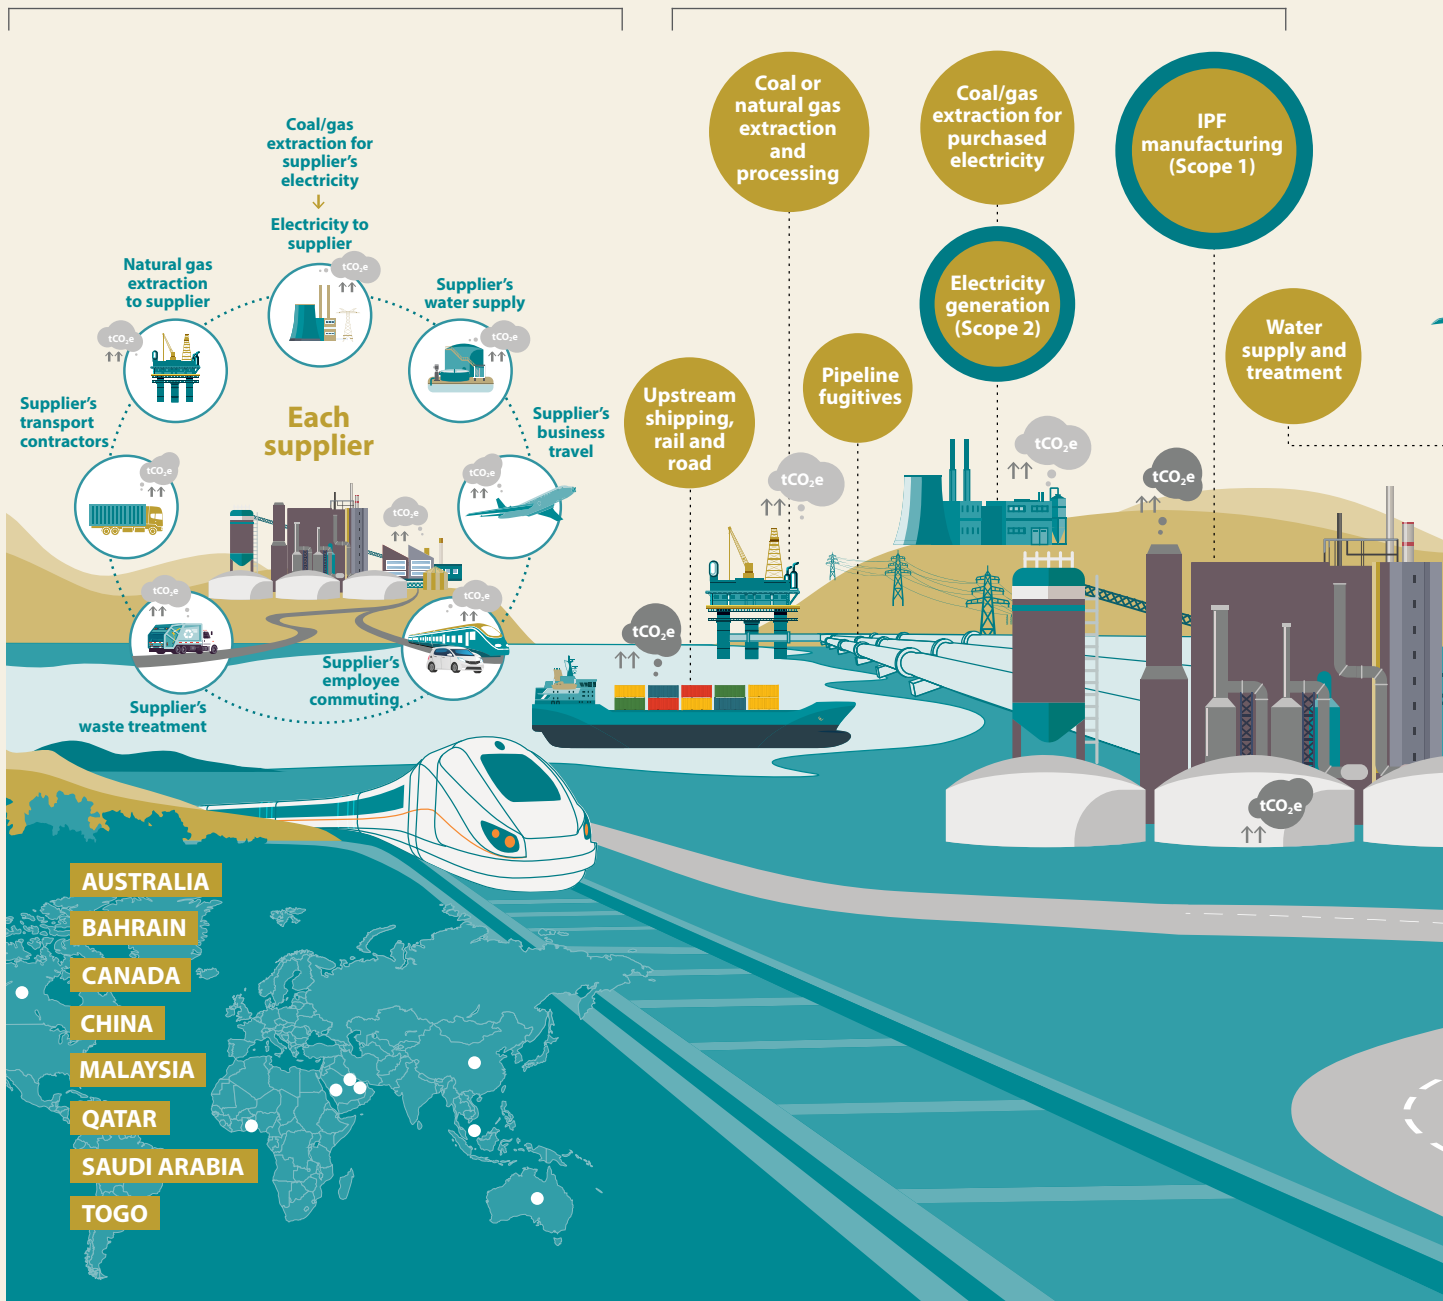 Coal/gas
extraction for
supplier's
electricity
Electricity to
supplier
tCO₂e
Natural gas
extraction
to supplier
tCO₂e
Supplier's
water supply
tCO₂e
Supplier's
transport
contractors
tCO₂e
Each
supplier
Supplier's
business
travel
tCO₂e
tCO₂e
tCO₂e
Supplier's
waste treatment
tCO₂e
Supplier's
employee
commuting
Coal or
natural gas
extraction
and
processing
Coal/gas
extraction for
purchased
electricity
IPF
manufacturing
(Scope 1)
Electricity
generation
(Scope 2)
Water
supply and
treatment
Upstream
shipping,
rail and
road
Pipeline
fugitives
tCO₂e
tCO₂e
tCO₂e
tCO₂e
tCO₂e
AUSTRALIA
BAHRAIN
CANADA
CHINA
MALAYSIA
QATAR
SAUDI ARABIA
TOGO